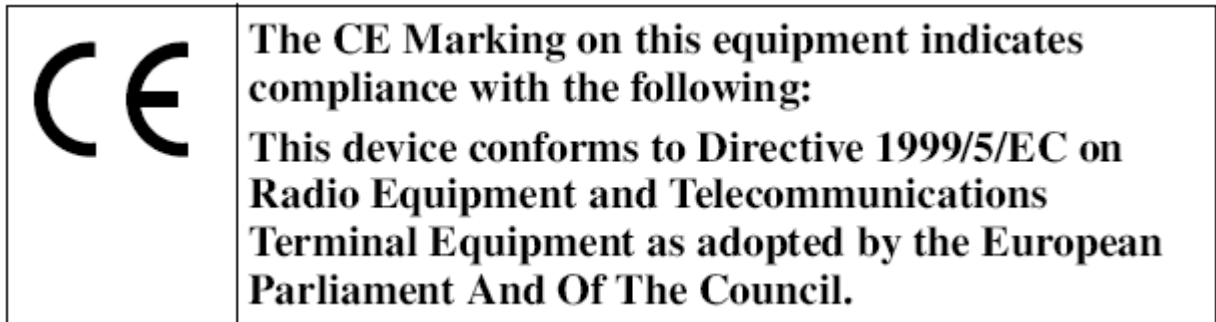 CE
The CE Marking on this equipment indicates
compliance with the following:
This device conforms to Directive 1999/5/EC on
Radio Equipment and Telecommunications
Terminal Equipment as adopted by the European
Parliament And Of The Council.